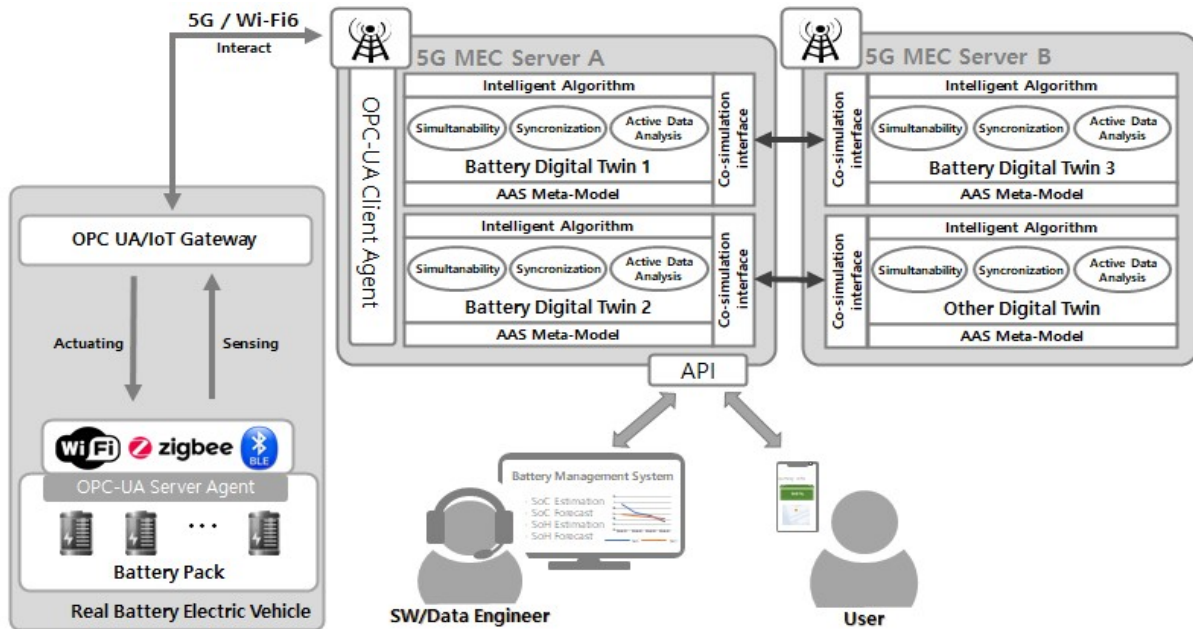 5G / Wi-Fi6
Interact
5G MEC Server A
OPC-UA Client Agent
Intelligent Algorithm
Simultanability
Syncronization
Active Data
Analysis
Battery Digital Twin 1
AAS Meta-Model
Co-simulation
interface
Intelligent Algorithm
Simultanability
Syncronization
Active Data
Analysis
Battery Digital Twin 2
AAS Meta-Model
Co-simulation
interface
5G MEC Server B
Co-simulation
interface
Intelligent Algorithm
Simultanability
Syncronization
Active Data
Analysis
Battery Digital Twin 3
AAS Meta-Model
Co-simulation
interface
Intelligent Algorithm
Simultanability
Syncronization
Active Data
Analysis
Other Digital Twin
AAS Meta-Model
API
OPC UA/IoT Gateway
Actuating
Sensing
WiFi
zigbee
BLE
OPC-UA Server Agent
...
Battery Pack
Real Battery Electric Vehicle
Battery Management System
· SoC Estimation
· SoC Forecast
· SoH Estimation
· SoH Forecast
SW/Data Engineer
User